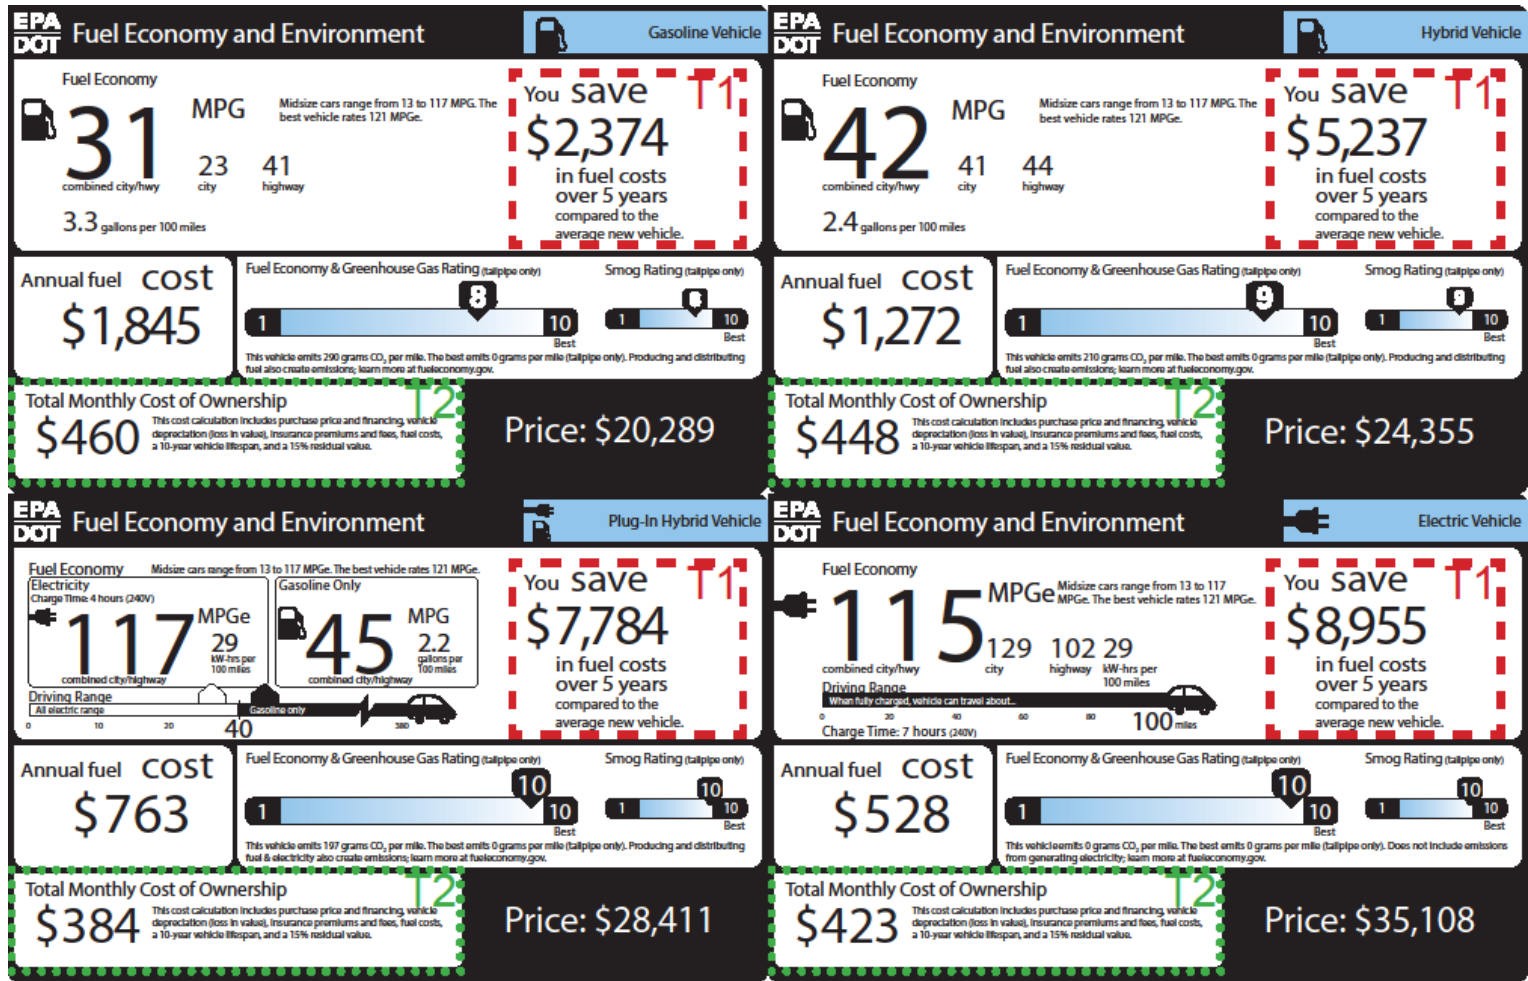 EPA
DOT
Fuel Economy and Environment
Gasoline Vehicle
Fuel Economy
31
MPG
combined city/hwy
23
city
41
highway
Midsize cars range from 13 to 117 MPG. The
best vehicle rates 121 MPGe.
3.3 gallons per 100 miles
T1
You save
$2,374
in fuel costs
over 5 years
compared to the
average new vehicle.
Annual fuel cost
$1,845
Fuel Economy & Greenhouse Gas Rating (tailpipe only)
8
1
10
Best
Smog Rating (tailpipe only)
1
10
Best
This vehicle emits 290 grams CO₂ per mile. The best emits 0 grams per mile (tailpipe only). Producing and distributing
fuel also create emissions; learn more at fueleconomy.gov.
T2
Total Monthly Cost of Ownership
$460
This cost calculation includes purchase price and financing, vehicle
depreciation (loss in value), insurance premiums and fees, fuel costs,
a 10-year vehicle lifespan, and a 15% residual value.
Price: $20,289
EPA
DOT
Fuel Economy and Environment
Hybrid Vehicle
Fuel Economy
42
MPG
combined city/hwy
41
city
44
highway
Midsize cars range from 13 to 117 MPG. The
best vehicle rates 121 MPGe.
2.4 gallons per 100 miles
T1
You save
$5,237
in fuel costs
over 5 years
compared to the
average new vehicle.
Annual fuel cost
$1,272
Fuel Economy & Greenhouse Gas Rating (tailpipe only)
9
1
10
Best
Smog Rating (tailpipe only)
1
10
Best
This vehicle emits 210 grams CO₂ per mile. The best emits 0 grams per mile (tailpipe only). Producing and distributing
fuel also create emissions; learn more at fueleconomy.gov.
T2
Total Monthly Cost of Ownership
$448
This cost calculation includes purchase price and financing, vehicle
depreciation (loss in value), insurance premiums and fees, fuel costs,
a 10-year vehicle lifespan, and a 15% residual value.
Price: $24,355
EPA
DOT
Fuel Economy and Environment
Plug-In Hybrid Vehicle
Fuel Economy
Midsize cars range from 13 to 117 MPGe. The best vehicle rates 121 MPGe.
Electricity
Charge Time: 4 hours (240V)
117
MPGe
29
kW-hrs per
100 miles
combined city/highway
Gasoline Only
45
MPG
2.2
gallons per
100 miles
combined city/highway
Driving Range
All electric range
Gasoline only
0
10
20
40
380
T1
You save
$7,784
in fuel costs
over 5 years
compared to the
average new vehicle.
Annual fuel cost
$763
Fuel Economy & Greenhouse Gas Rating (tailpipe only)
10
1
10
Best
Smog Rating (tailpipe only)
10
1
10
Best
This vehicle emits 197 grams CO₂ per mile. The best emits 0 grams per mile (tailpipe only). Producing and distributing
fuel & electricity also create emissions; learn more at fueleconomy.gov.
T2
Total Monthly Cost of Ownership
$384
This cost calculation includes purchase price and financing, vehicle
depreciation (loss in value), insurance premiums and fees, fuel costs,
a 10-year vehicle lifespan, and a 15% residual value.
Price: $28,411
EPA
DOT
Fuel Economy and Environment
Electric Vehicle
Fuel Economy
115
MPGe
Midsize cars range from 13 to 117
MPGe. The best vehicle rates 121 MPGe.
combined city/hwy
129
city
102
highway
29
kW-hrs per
100 miles
Driving Range
When fully charged, vehicle can travel about...
0
20
40
60
80
100 miles
Charge Time: 7 hours (240V)
T1
You save
$8,955
in fuel costs
over 5 years
compared to the
average new vehicle.
Annual fuel cost
$528
Fuel Economy & Greenhouse Gas Rating (tailpipe only)
10
1
10
Best
Smog Rating (tailpipe only)
10
1
10
Best
This vehicle emits 0 grams CO₂ per mile. The best emits 0 grams per mile (tailpipe only). Does not include emissions
from generating electricity; learn more at fueleconomy.gov.
T2
Total Monthly Cost of Ownership
$423
This cost calculation includes purchase price and financing, vehicle
depreciation (loss in value), insurance premiums and fees, fuel costs,
a 10-year vehicle lifespan, and a 15% residual value.
Price: $35,108